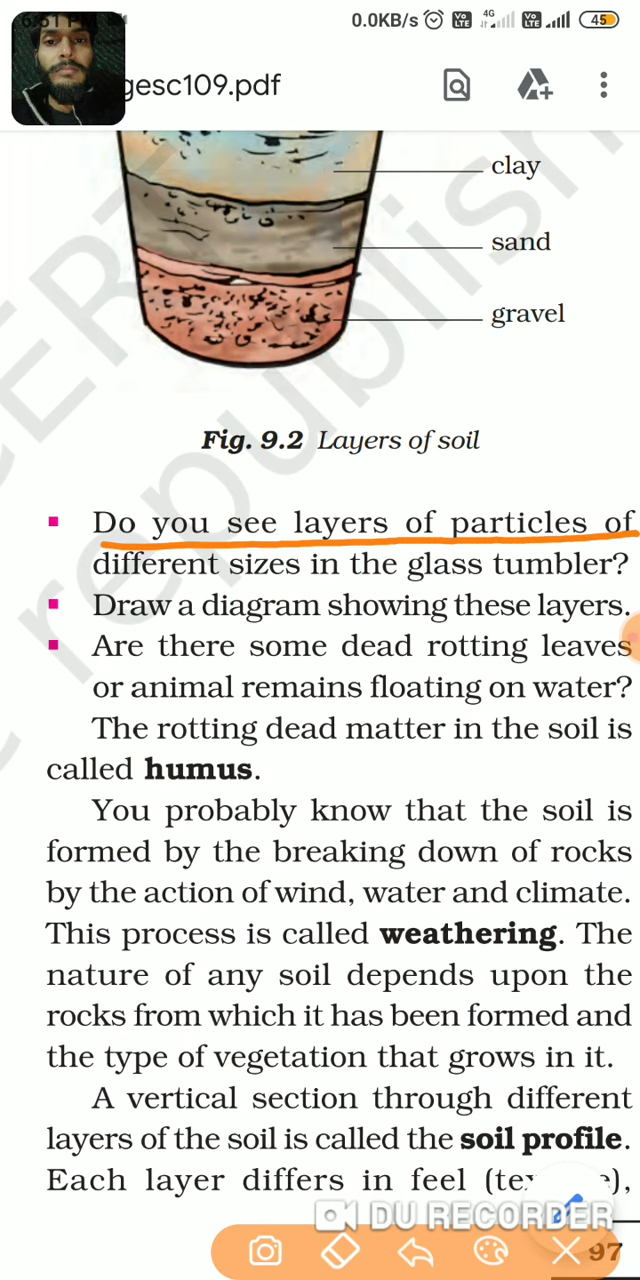 0.0KB/s Vo LTE 4G Vo LTE 45
gesc109.pdf
clay
sand
gravel
Fig. 9.2 Layers of soil
Do you see layers of particles of
different sizes in the glass tumbler?
Draw a diagram showing these layers.
Are there some dead rotting leaves
or animal remains floating on water?
The rotting dead matter in the soil is
called humus.
You probably know that the soil is
formed by the breaking down of rocks
by the action of wind, water and climate.
This process is called weathering. The
nature of any soil depends upon the
rocks from which it has been formed and
the type of vegetation that grows in it.
A vertical section through different
layers of the soil is called the soil profile.
Each layer differs in feel
DU RECORDER
97
republish